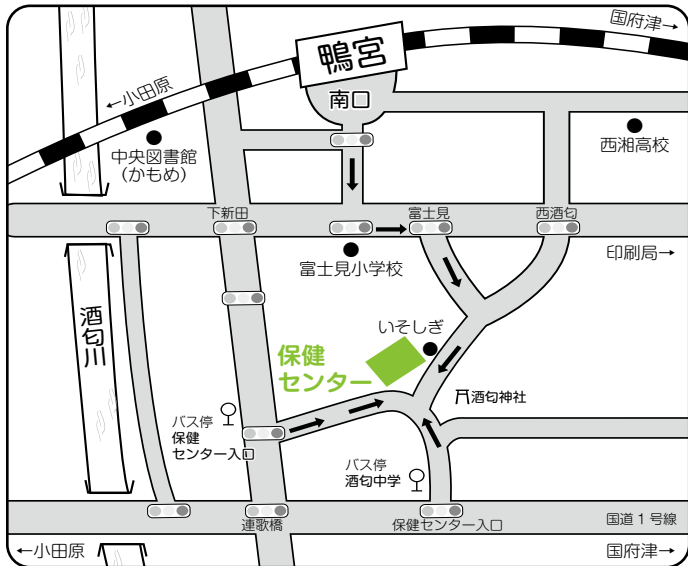 国府津→
鴨宮
←小田原
南口
中央図書館
(かもめ)
西湘高校
下新田
富士見
西酒匂
富士見小学校
印刷局→
酒匂川
いそしぎ
保健
センター
酒匂神社
バス停
保健
センター入口
バス停
酒匂中学
連歌橋
保健センター入口
国道1号線
←小田原
国府津→